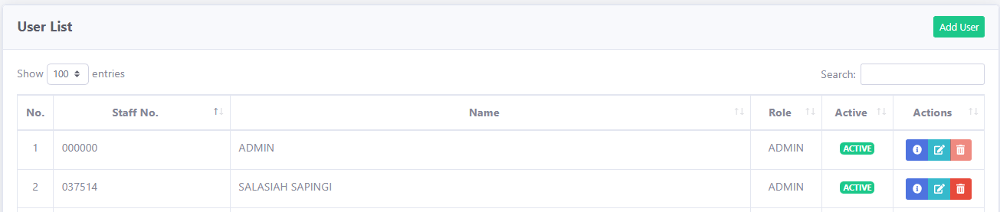 User List Add User
Show 100 entries Search:
No. Staff No. Name Role Active Actions
1 000000 ADMIN ADMIN ACTIVE
2 037514 SALASIAH SAPINGI ADMIN ACTIVE